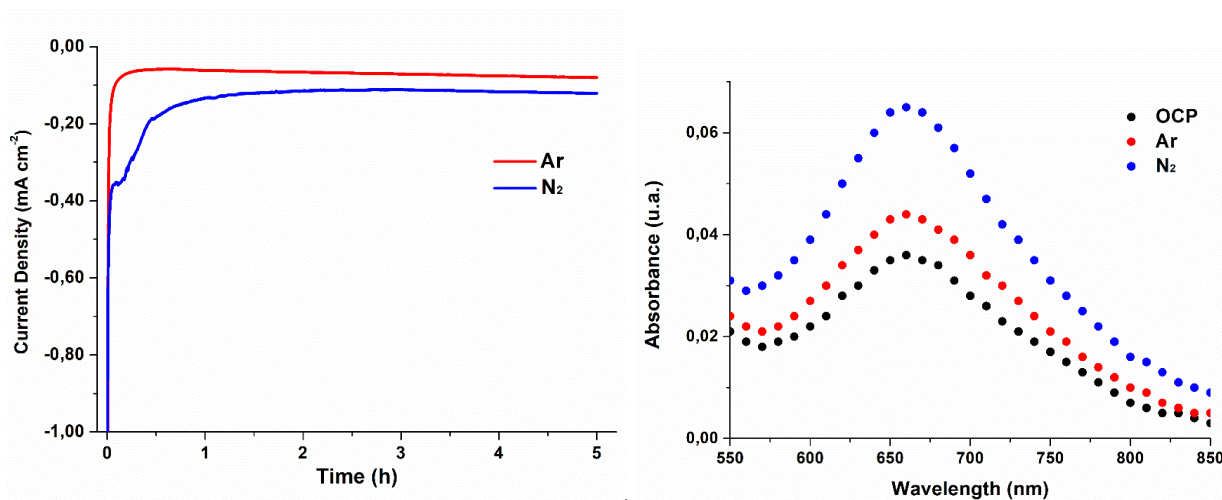 0,00
-0,20
-0,40
-0,60
-0,80
-1,00
Current Density (mA cm⁻²)
0
1
2
3
4
5
Time (h)
Ar
N₂
0,06
0,04
0,02
0,00
Absorbance (u.a.)
550
600
650
700
750
800
850
Wavelength (nm)
OCP
Ar
N₂